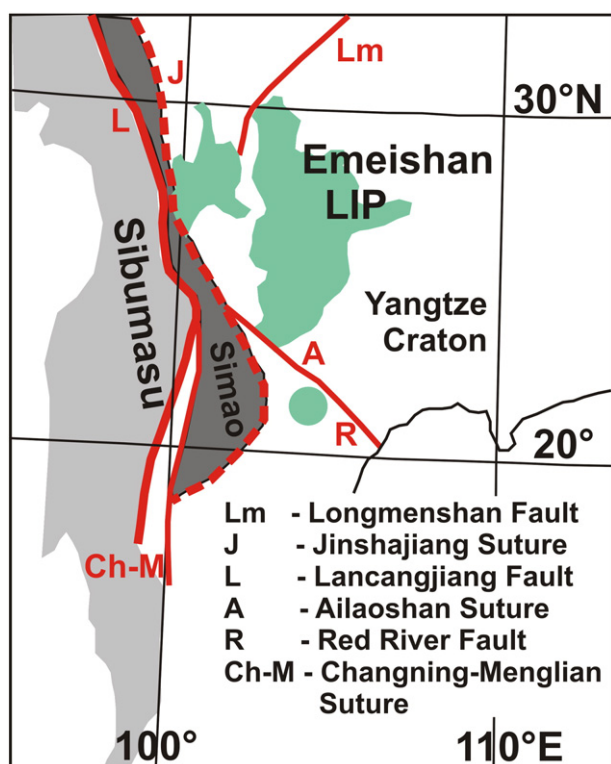 Lm
J
30°N
L
Emeishan
LIP
Sibumasu
Yangtze
Craton
Simao
A
R
20°
Lm - Longmenshan Fault
J - Jinshajiang Suture
Ch-M
L - Lancangjiang Fault
A - Ailaoshan Suture
R - Red River Fault
Ch-M - Changning-Menglian
Suture
100°
110°E